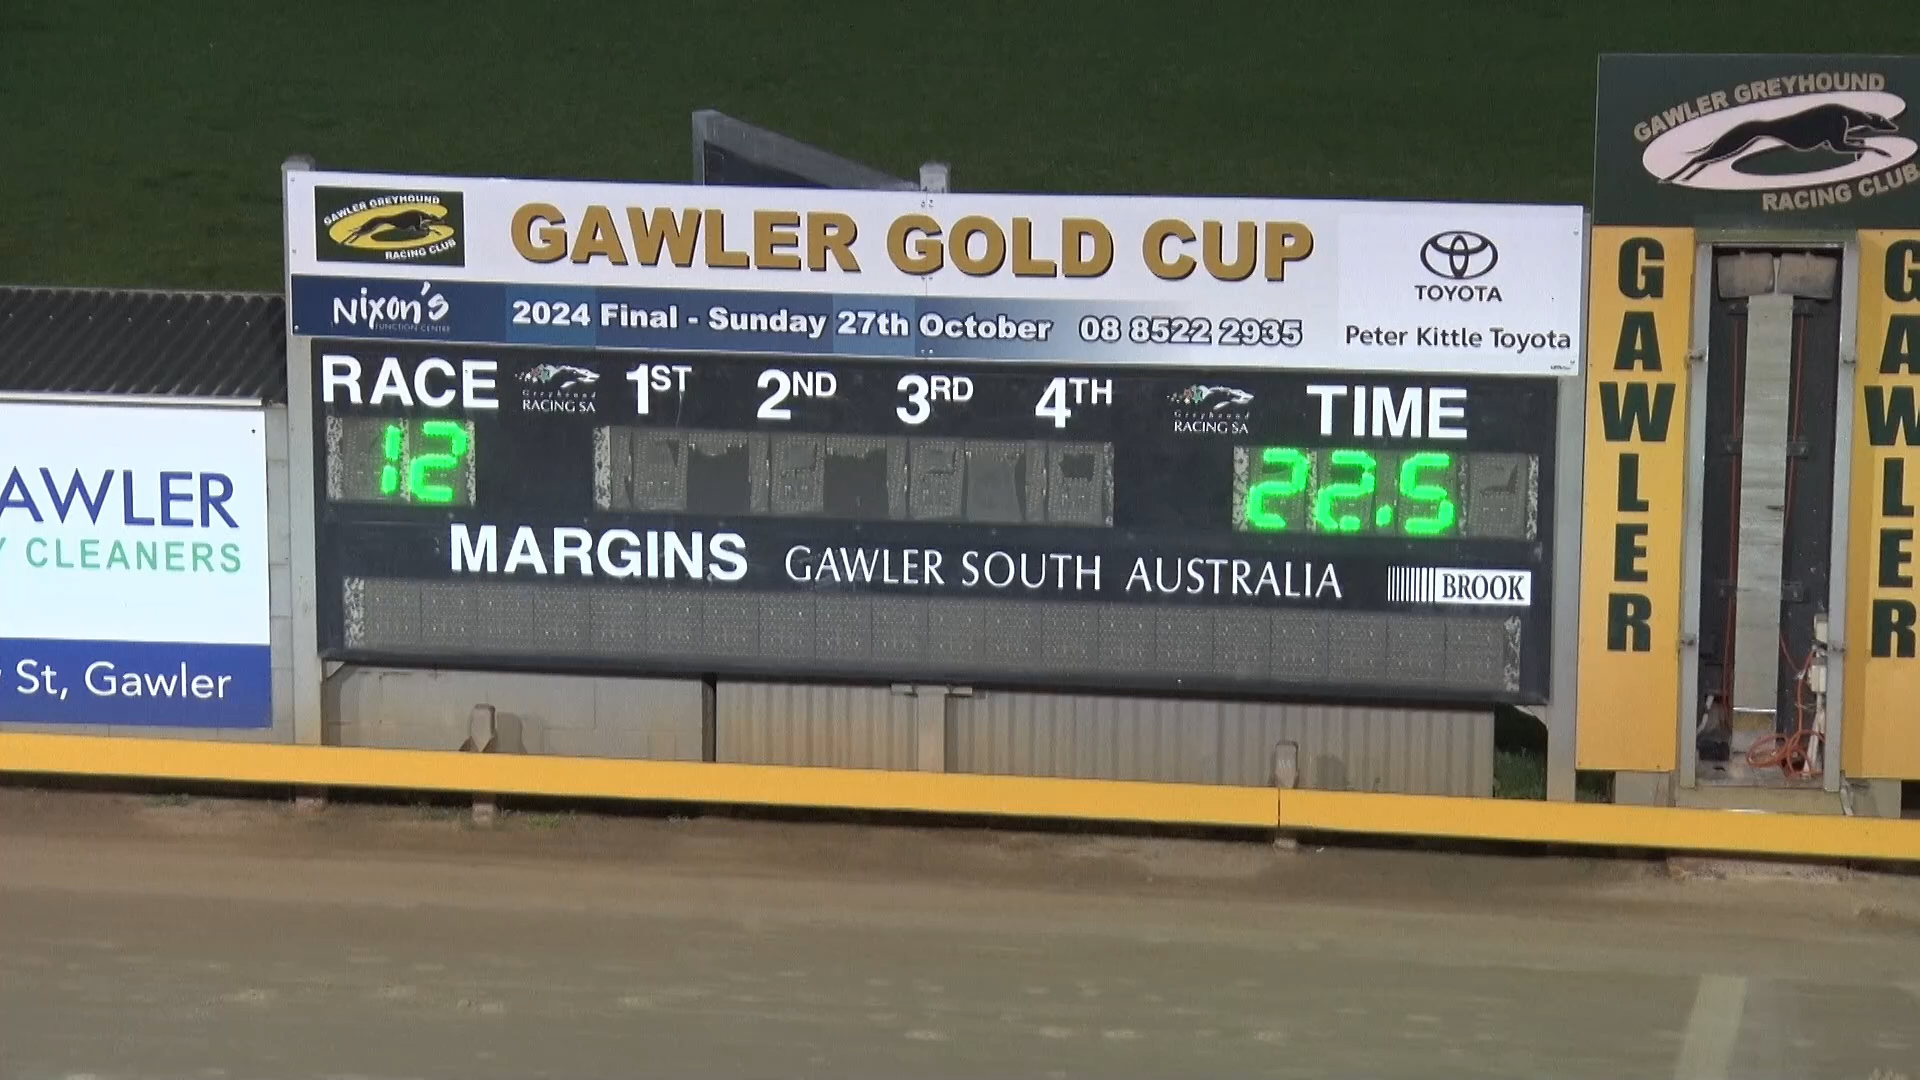 GAWLER GREYHOUND
RACING CLUB
GAWLER GOLD CUP
TOYOTA
Nixon's
FUNCTION CENTRE
2024 Final - Sunday 27th October 08 8522 2935
Peter Kittle Toyota
RACE
Greyhound
RACING SA
1ST 2ND 3RD 4TH
Greyhound
RACING SA
TIME
12
22.5
MARGINS GAWLER SOUTH AUSTRALIA BROOK
AWLER
CLEANERS
St, Gawler
GAWLER GREYHOUND
RACING CLUB
GAWLER
GAWLER